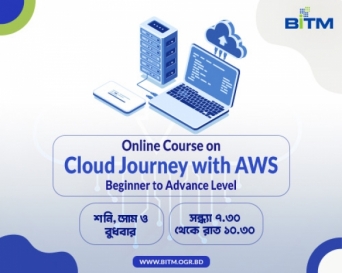 BITM
Online Course on
Cloud Journey with AWS
Beginner to Advance Level
শনি, সোম ও
বুধবার
সন্ধ্যা ৭.৩০
থেকে রাত ১০.৩০
WWW.BITM.OGR.BD